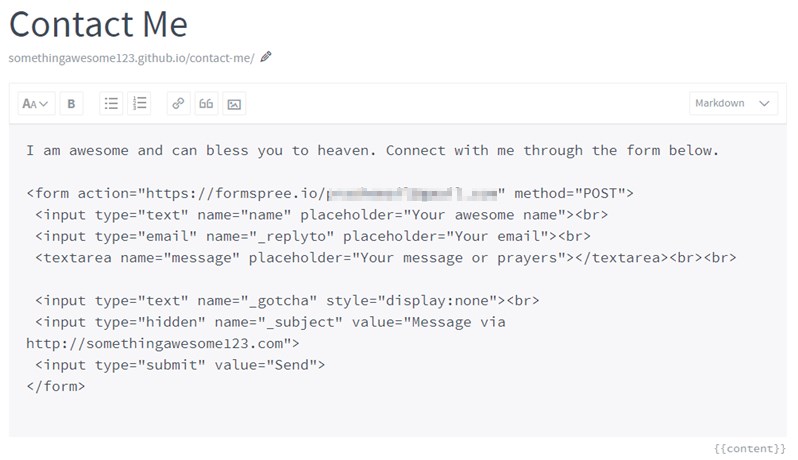 Contact Me
somethingawesome123.github.io/contact-me/
AA B Markdown
I am awesome and can bless you to heaven. Connect with me through the form below.
<form action="https://formspree.io/" method="POST">
<input type="text" name="name" placeholder="Your awesome name"><br>
<input type="email" name="_replyto" placeholder="Your email"><br>
<textarea name="message" placeholder="Your message or prayers"></textarea><br><br>
<input type="text" name="_gotcha" style="display:none"><br>
<input type="hidden" name="_subject" value="Message via
http://somethingawesome123.com">
<input type="submit" value="Send">
</form>
{{content}}